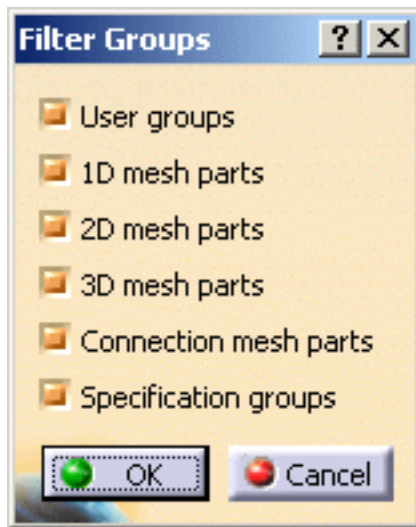 Filter Groups ? X
User groups
1D mesh parts
2D mesh parts
3D mesh parts
Connection mesh parts
Specification groups
OK Cancel